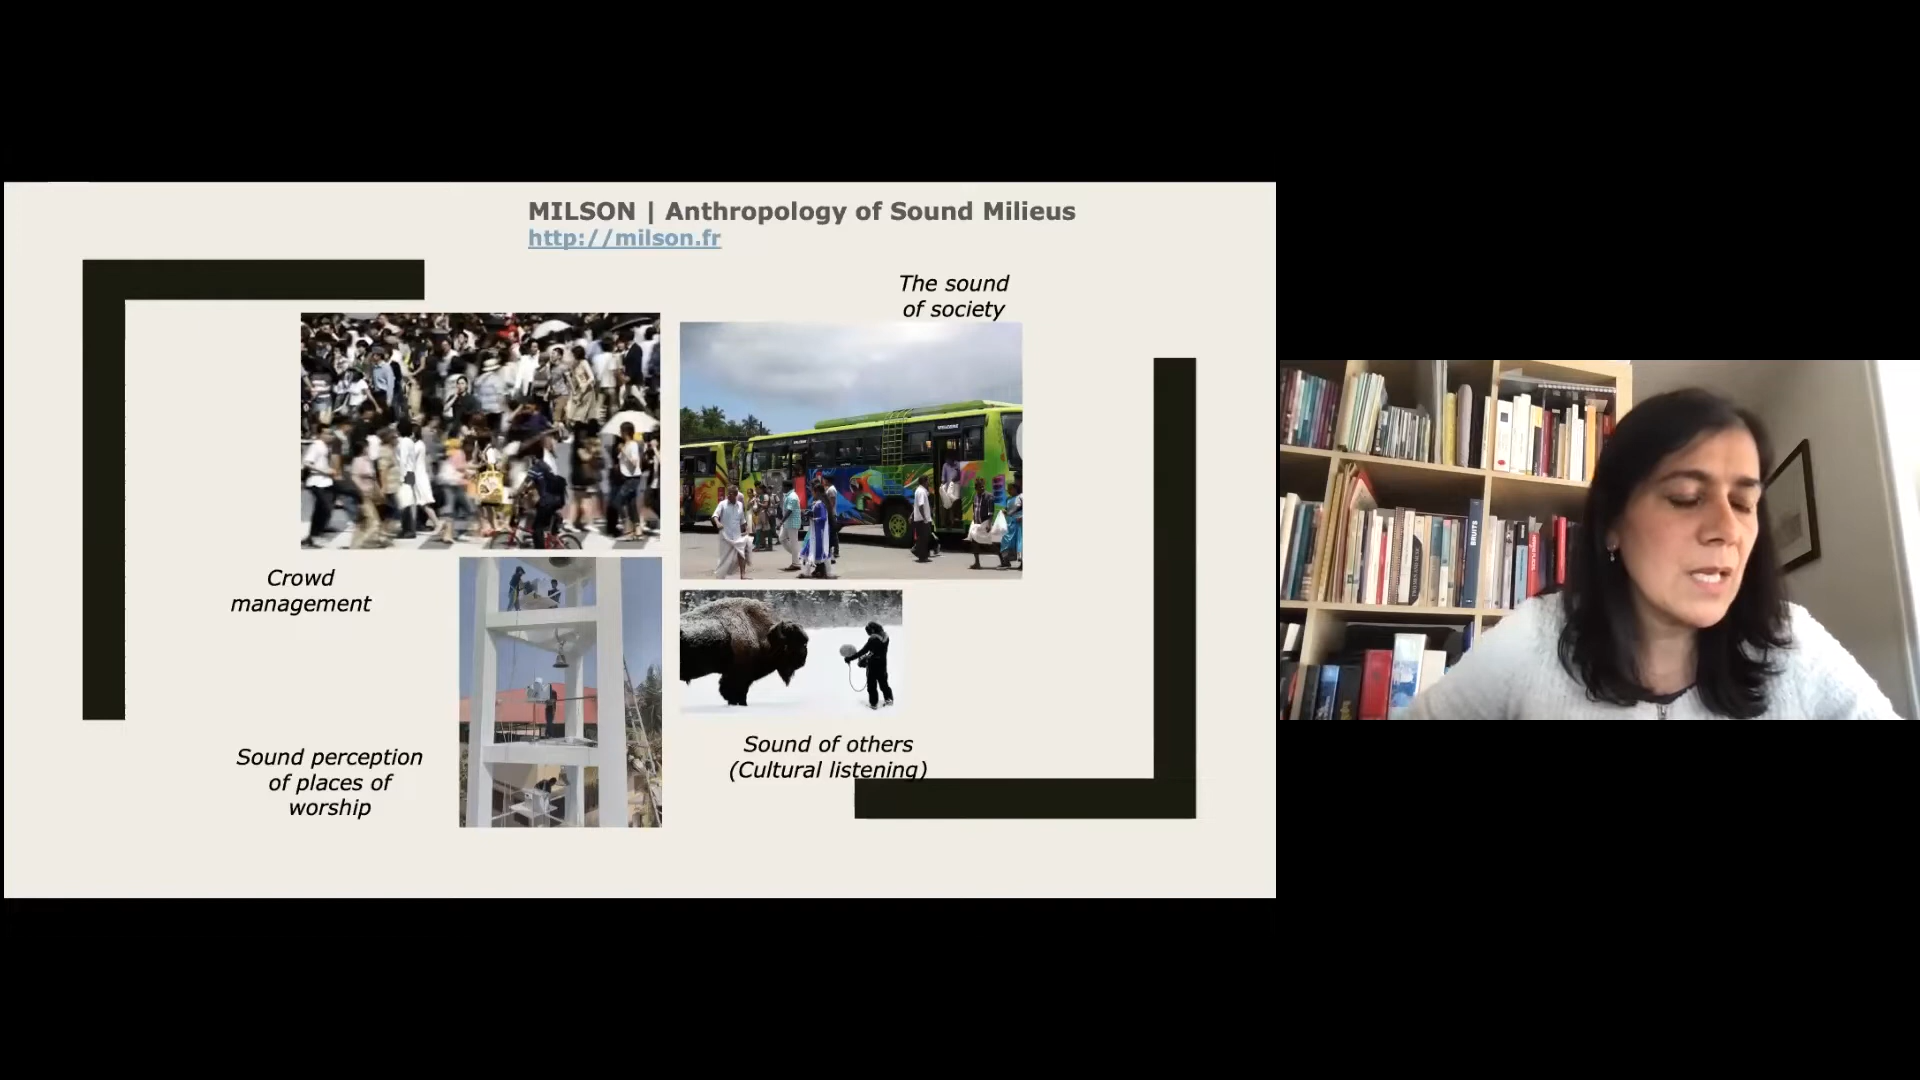 MILSON | Anthropology of Sound Milieus
http://milson.fr
The sound
of society
Crowd
management
Sound perception
of places of
worship
Sound of others
(Cultural listening)
BRUITS